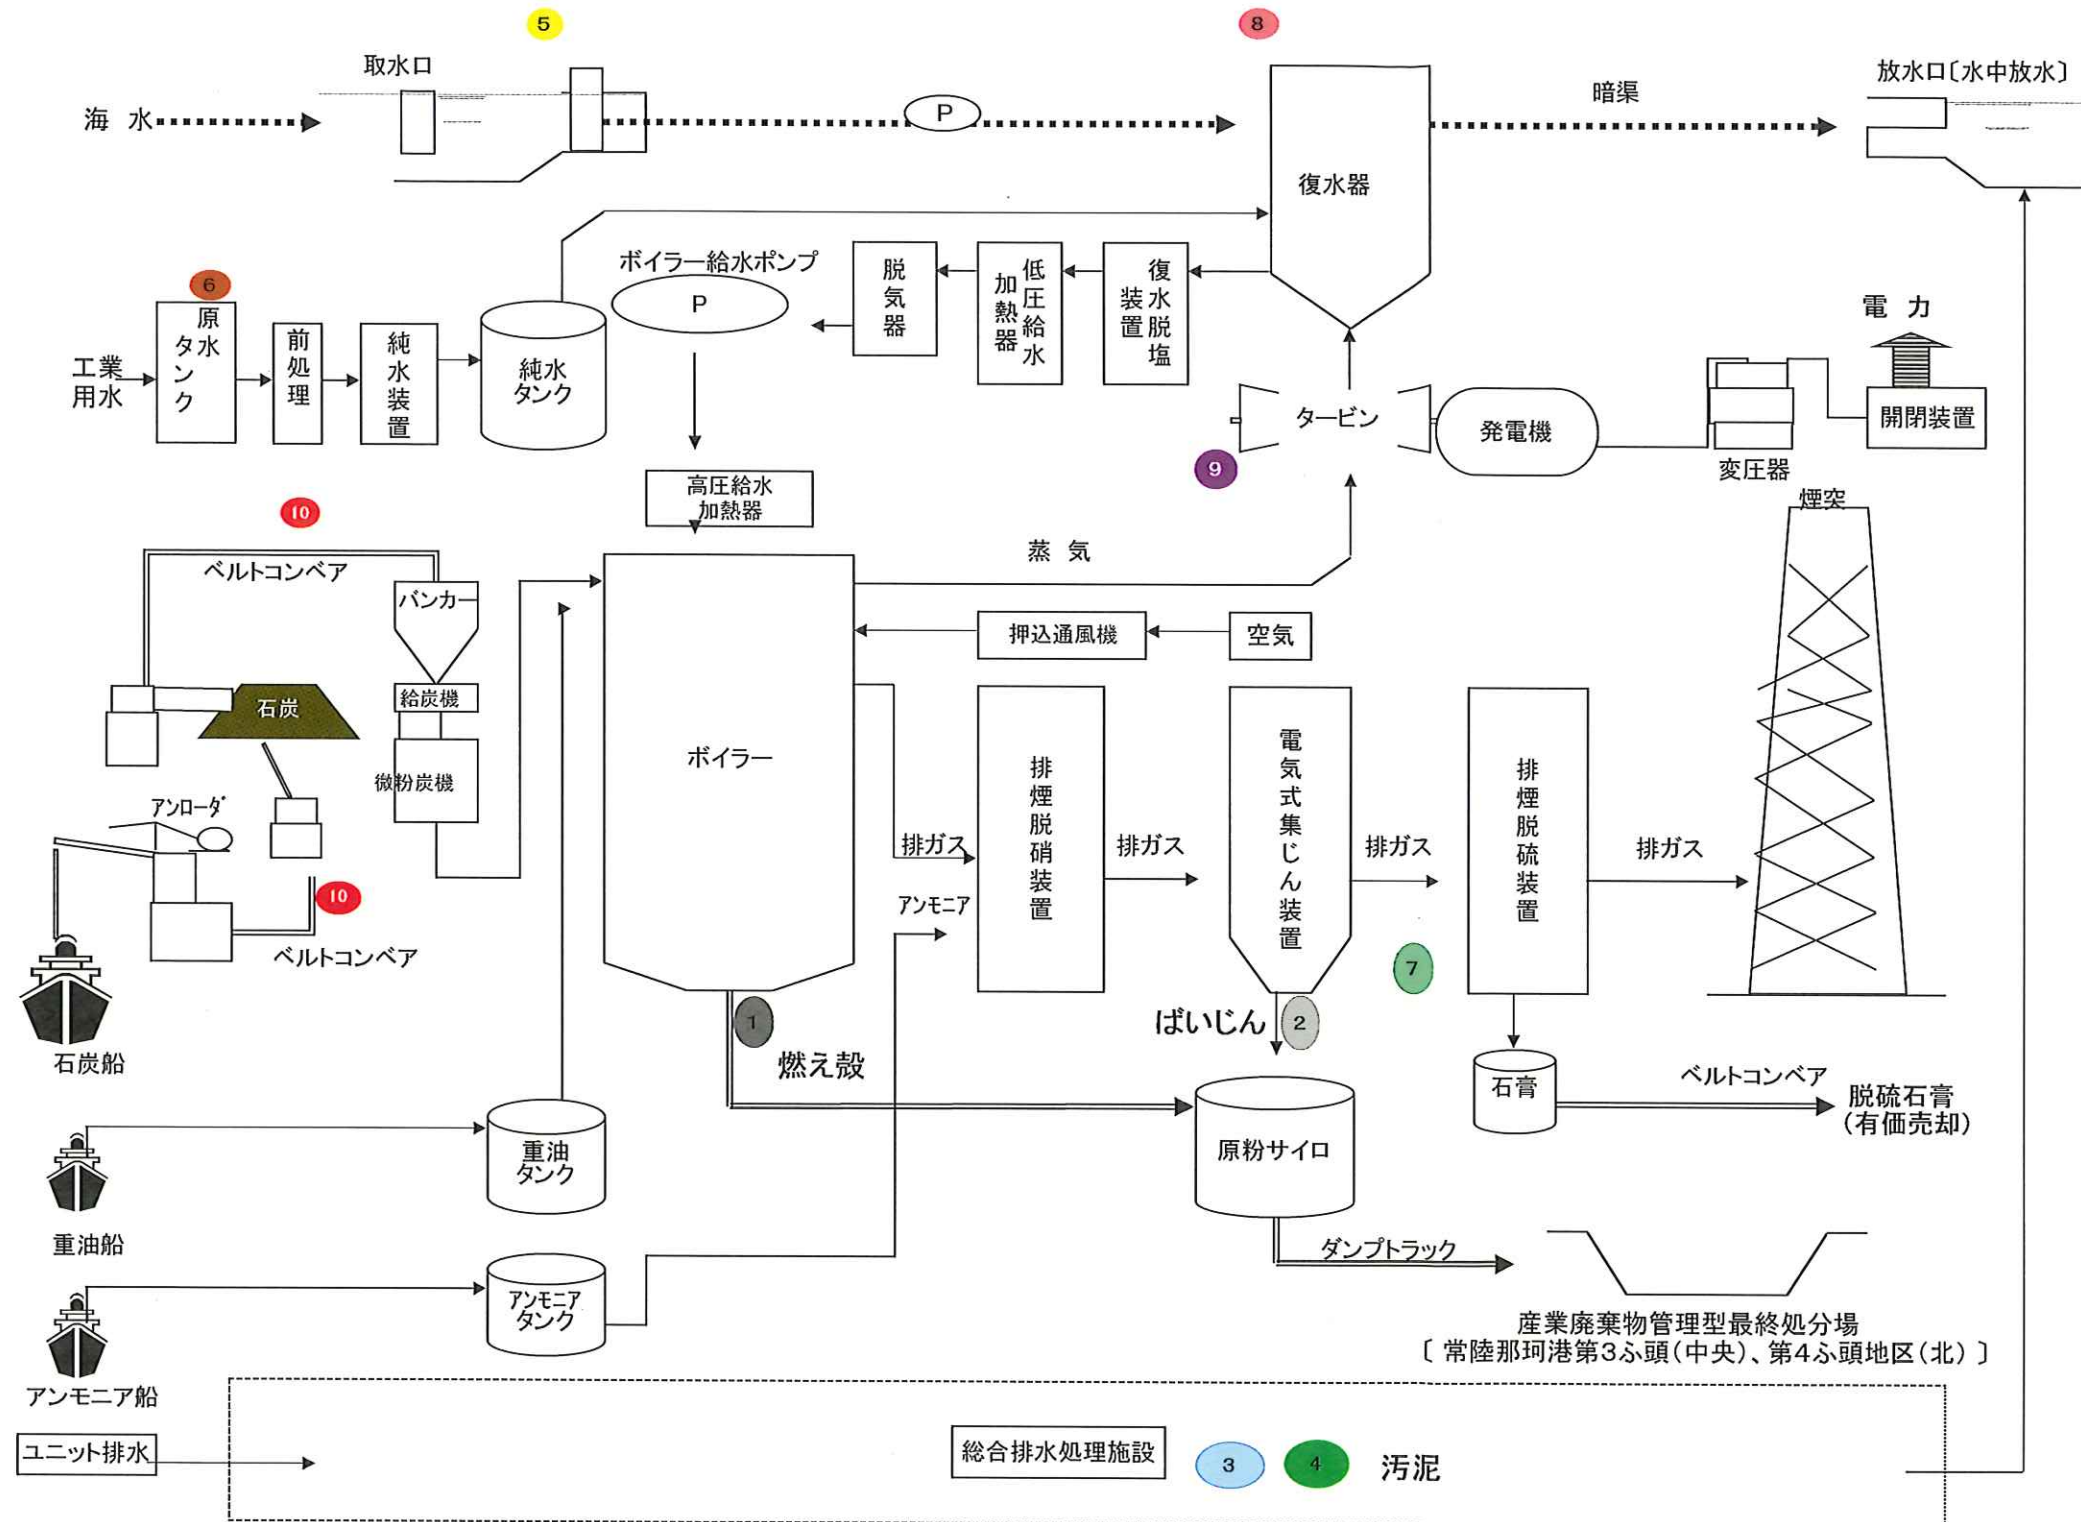 5
8
取水口
放水口〔水中放水〕
海 水
P
暗渠
復水器
ボイラー給水ポンプ
P
脱気器
低圧給水
加熱器
復水脱塩
装置
電 力
6
原水
タンク
前処理
純水装置
工業
用水
純水
タンク
タービン
発電機
開閉装置
変圧器
9
高圧給水
加熱器
煙突
10
ベルトコンベア
バンカー
蒸 気
押込通風機
空気
石炭
給炭機
微粉炭機
ボイラー
排煙脱硝装置
電気式集じん装置
排煙脱硫装置
アンローダ
排ガス
排ガス
排ガス
排ガス
10
アンモニア
ベルトコンベア
7
石炭船
1
燃え殻
ばいじん
2
石膏
ベルトコンベア
脱硫石膏
(有価売却)
重油
タンク
原粉サイロ
重油船
ダンプトラック
アンモニア
タンク
産業廃棄物管理型最終処分場
〔 常陸那珂港第3ふ頭(中央)、第4ふ頭地区(北) 〕
アンモニア船
ユニット排水
総合排水処理施設
3
4
汚泥